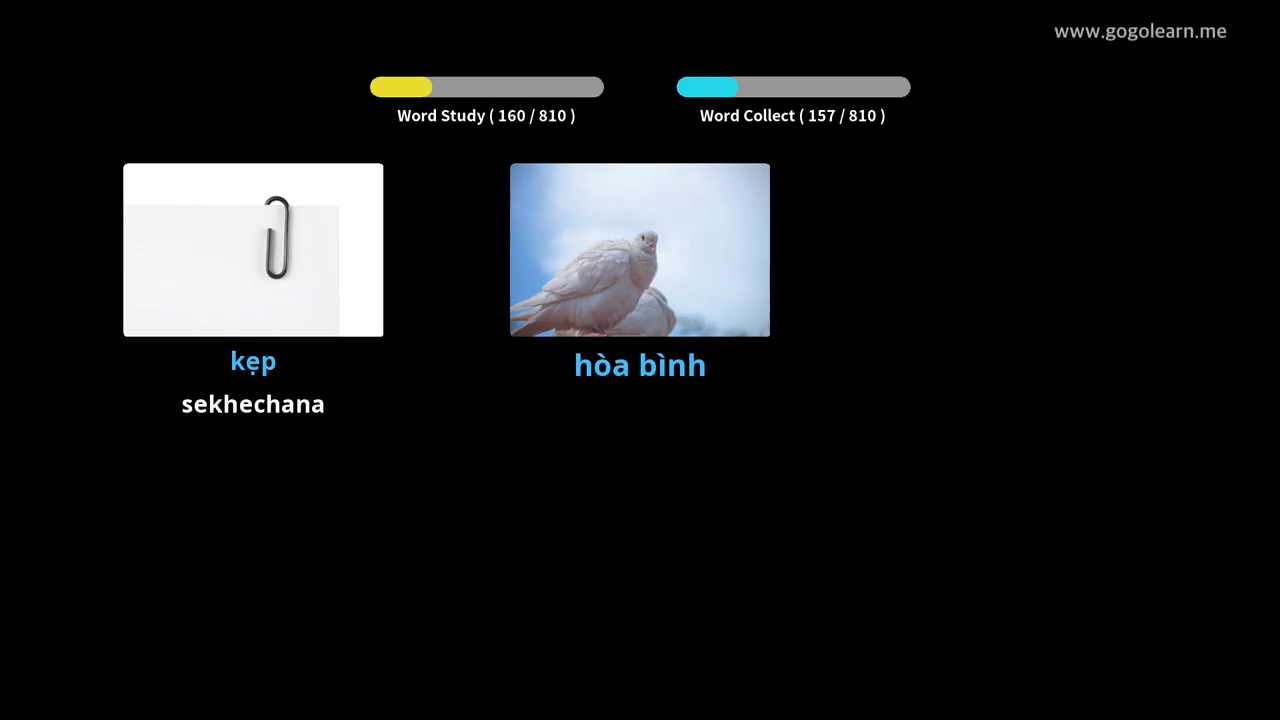 www.gogolearn.me
Word Study ( 160 / 810 )
Word Collect ( 157 / 810 )
kẹp
sekhechana
hòa bình